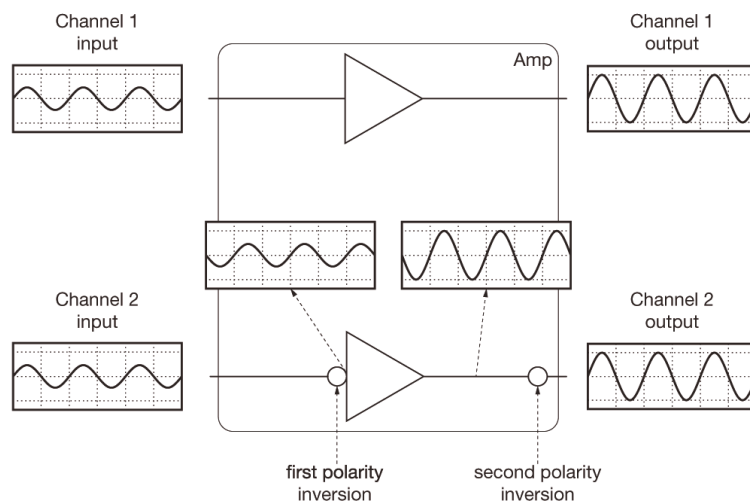 Channel 1
input
Amp
Channel 1
output
Channel 2
input
Channel 2
output
first polarity
inversion
second polarity
inversion